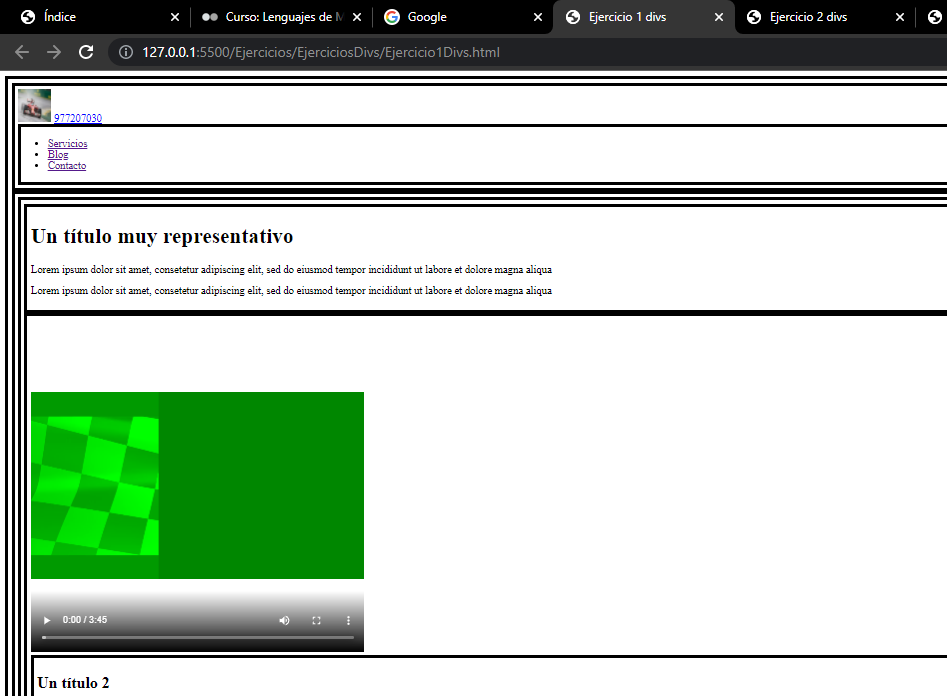 Índice
Curso: Lenguajes de M
Google
Ejercicio 1 divs
Ejercicio 2 divs
127.0.0.1:5500/Ejercicios/EjerciciosDivs/Ejercicio1Divs.html
977207030
Servicios
Blog
Contacto
Un título muy representativo
Lorem ipsum dolor sit amet, consetetur adipiscing elit, sed do eiusmod tempor incididunt ut labore et dolore magna aliqua
Lorem ipsum dolor sit amet, consetetur adipiscing elit, sed do eiusmod tempor incididunt ut labore et dolore magna aliqua
0:00 / 3:45
Un título 2